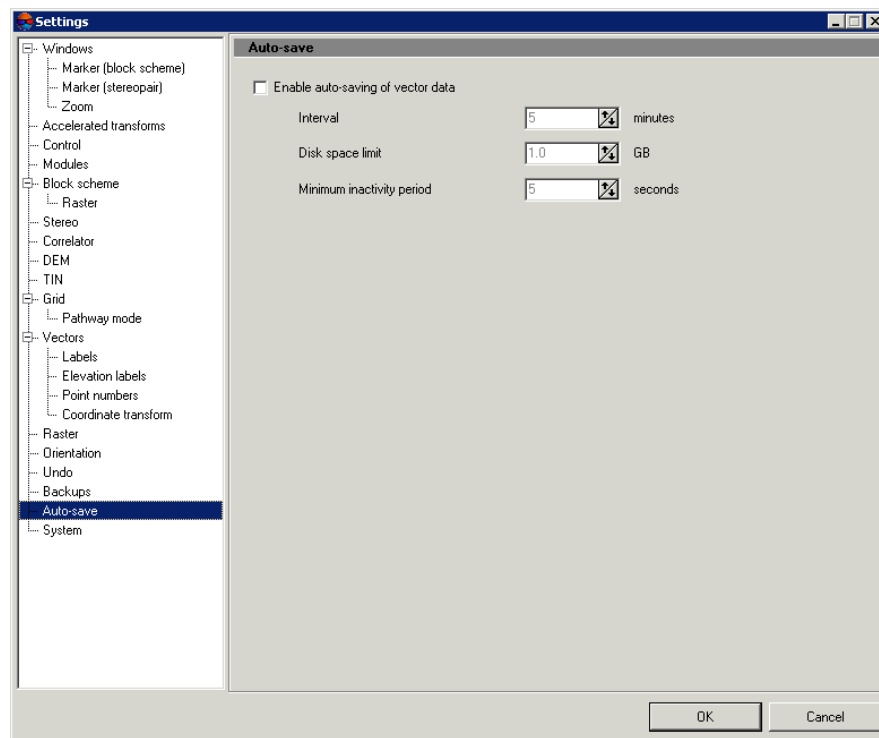 Settings
Windows
Marker (block scheme)
Marker (stereopair)
Zoom
Accelerated transforms
Control
Modules
Block scheme
Raster
Stereo
Correlator
DEM
TIN
Grid
Pathway mode
Vectors
Labels
Elevation labels
Point numbers
Coordinate transform
Raster
Orientation
Undo
Backups
Auto-save
System
Auto-save
Enable auto-saving of vector data
Interval 5 minutes
Disk space limit 1.0 GB
Minimum inactivity period 5 seconds
OK Cancel